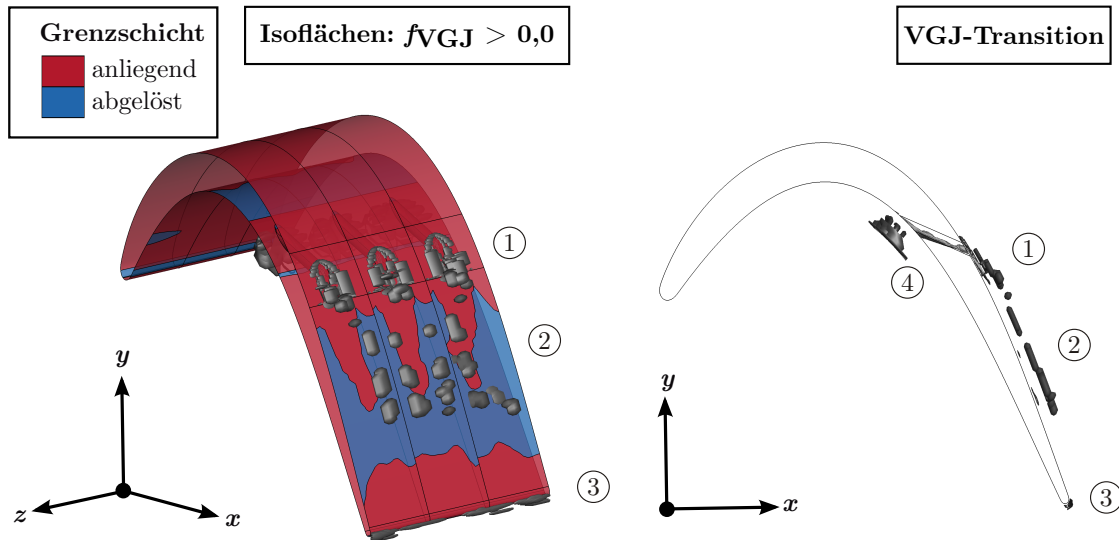 Grenzschicht
anliegend
abgelöst
Isoflächen: fVGJ > 0,0
VGJ-Transition
1
2
3
y
z
x
1
4
2
3
y
x